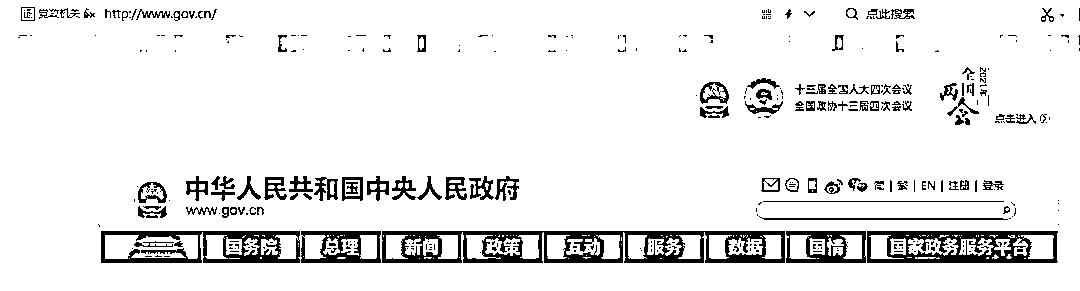 党政机关 http://www.gov.cn/ 点此搜索
十三届全国人大四次会议
全国政协十三届四次会议
2021年 全国两会
点击进入
中华人民共和国中央人民政府
www.gov.cn
简 | 繁 | EN | 注册 | 登录
国务院 总理 新闻 政策 互动 服务 数据 国情 国家政务服务平台